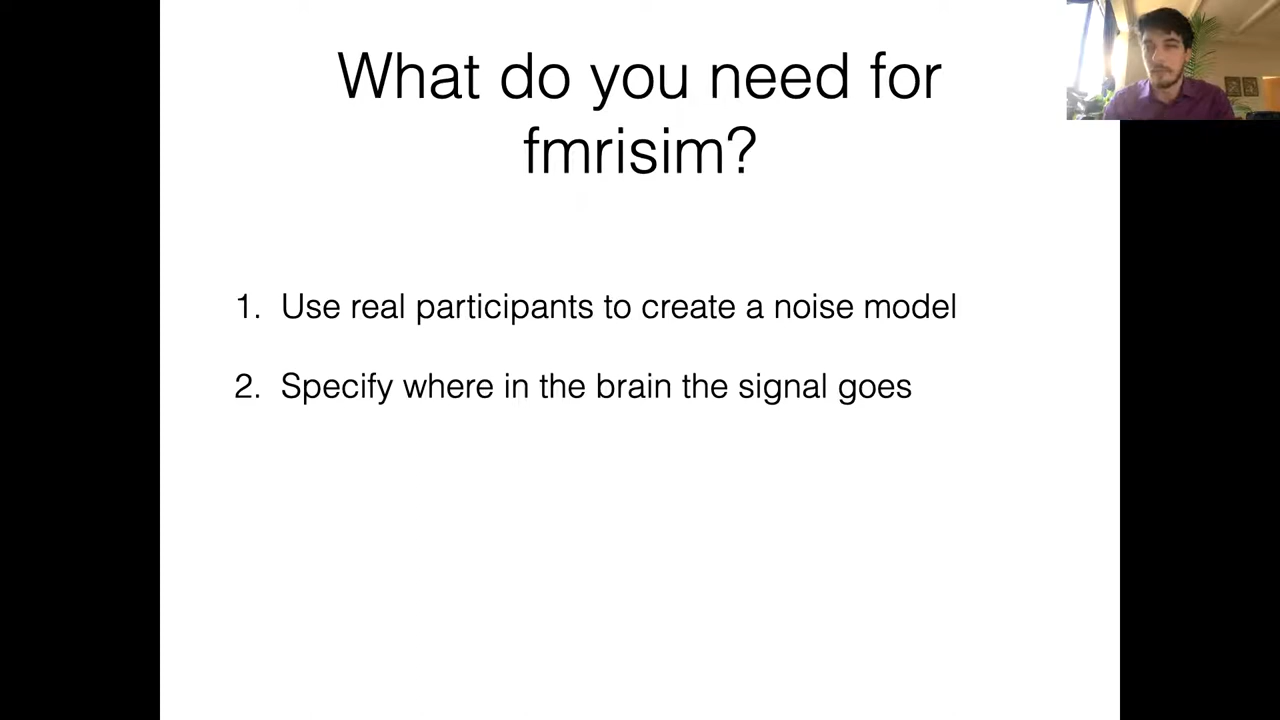 What do you need for
fmrisim?
1. Use real participants to create a noise model
2. Specify where in the brain the signal goes